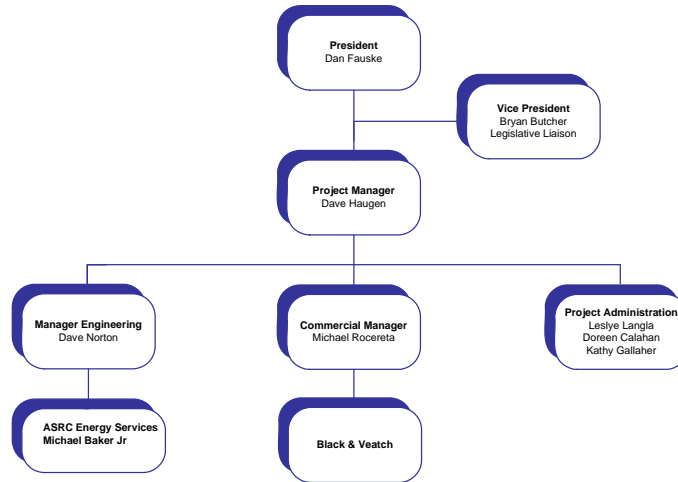 President
Dan Fauske
Vice President
Bryan Butcher
Legislative Liaison
Project Manager
Dave Haugen
Manager Engineering
Dave Norton
Commercial Manager
Michael Rocereta
Project Administration
Leslye Langla
Doreen Calahan
Kathy Gallaher
ASRC Energy Services
Michael Baker Jr
Black & Veatch